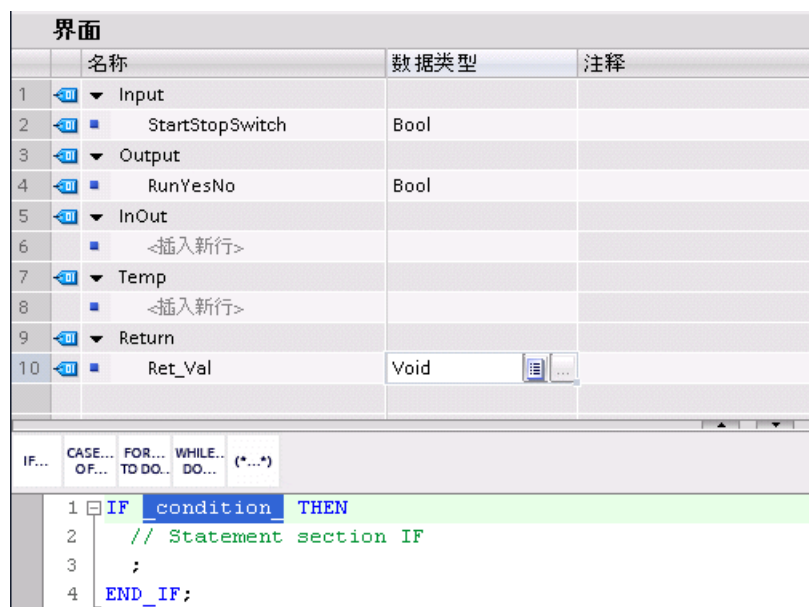 界面
名称 数据类型 注释
1 Input
2 StartStopSwitch Bool
3 Output
4 RunYesNo Bool
5 InOut
6 <插入新行>
7 Temp
8 <插入新行>
9 Return
10 Ret_Val Void ...
IF... CASE... OF... FOR... TO DO... WHILE... DO... (*...*)
1 IF _condition_ THEN
2 // Statement section IF
3 ;
4 END_IF;